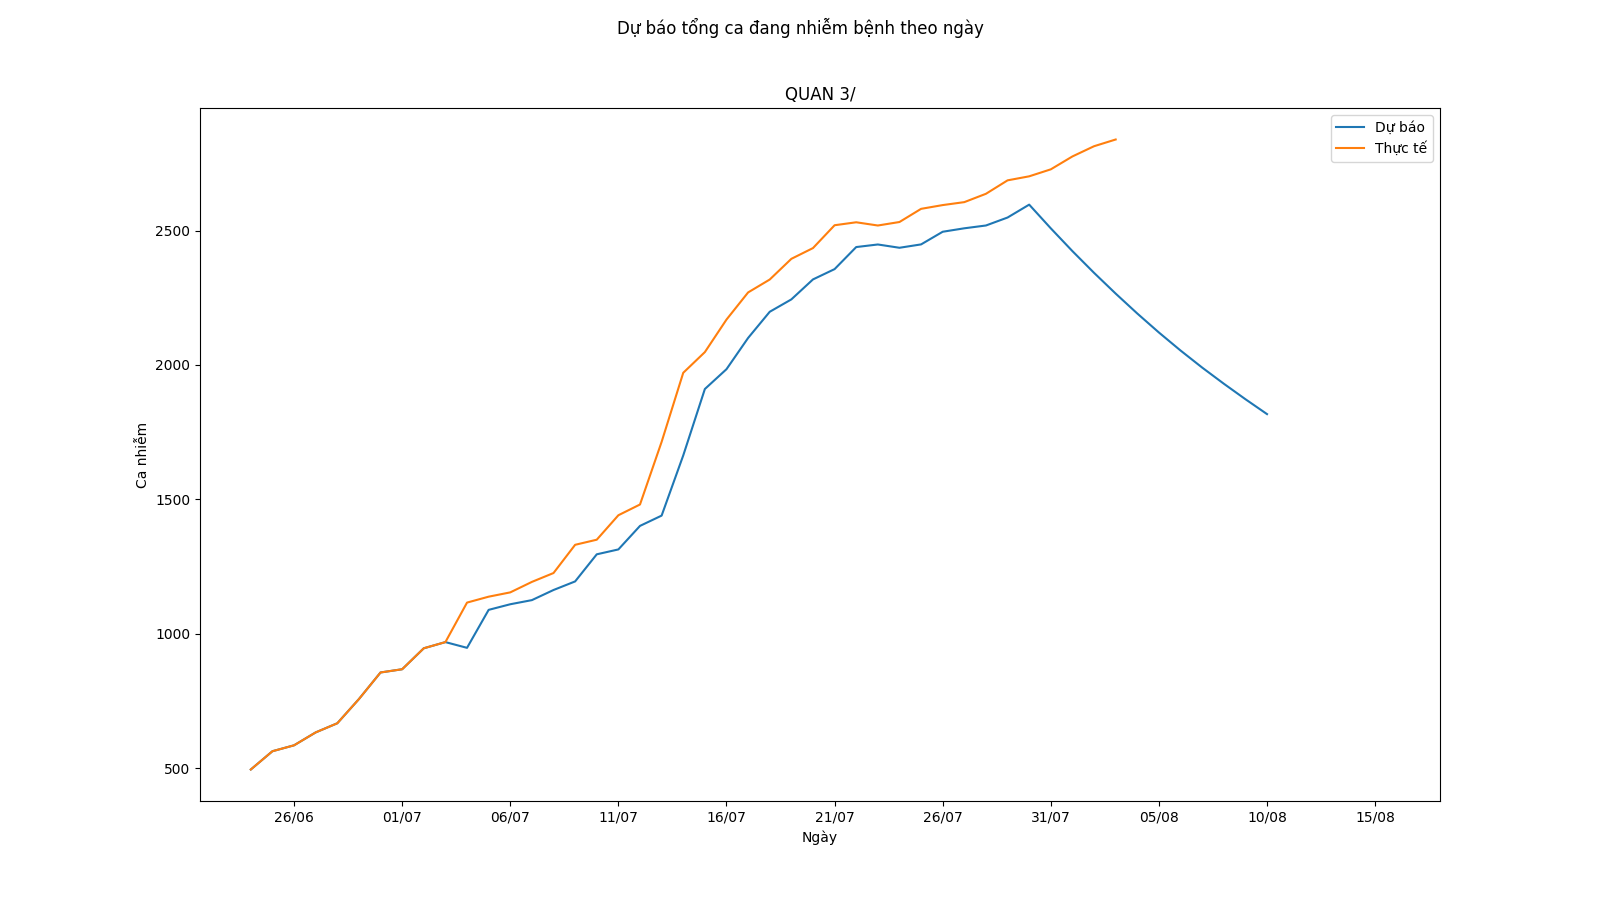 Dự báo tổng ca đang nhiễm bệnh theo ngày
QUAN 3/
Dự báo
Thực tế
Ca nhiễm
2500
2000
1500
1000
500
26/06
01/07
06/07
11/07
16/07
21/07
26/07
31/07
05/08
10/08
15/08
Ngày